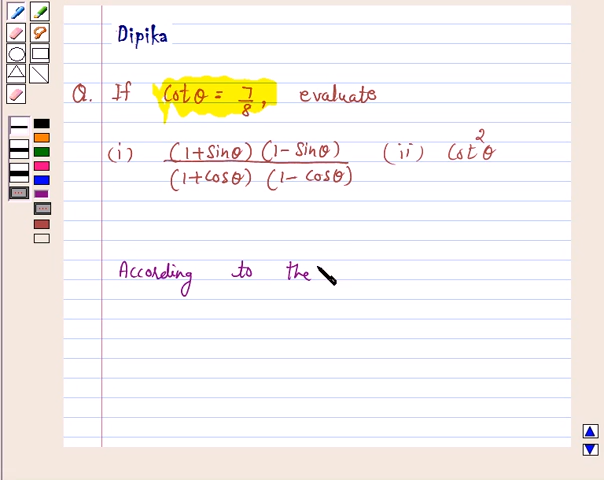 Dipika
Q. If cot θ = 7/8, evaluate
(i) (1+sinθ) (1-sinθ) / (1+cosθ) (1-cosθ) (ii) cot²θ
According to the